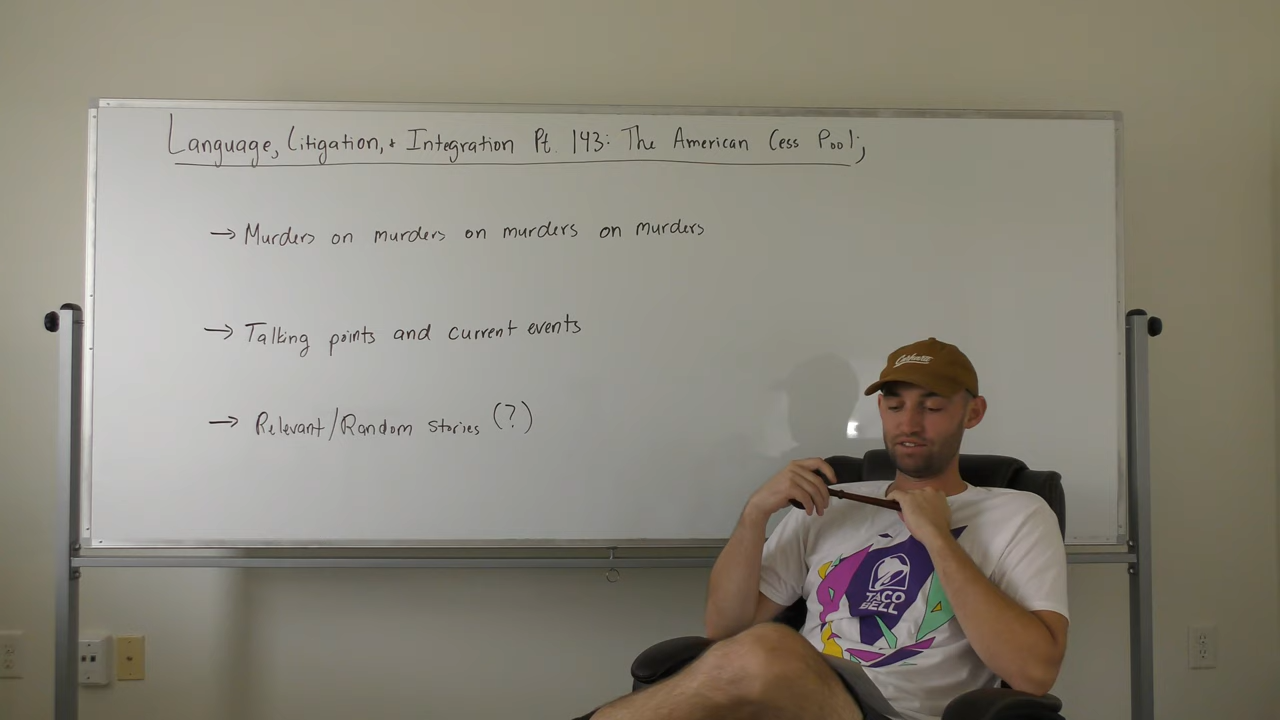 Language, Litigation, + Integration Pt. 143: The American Cess Pool;
→ Murders on murders on murders on murders
→ Talking points and current events
→ Relevant/Random stories (?)
Carhartt
TACO
BELL